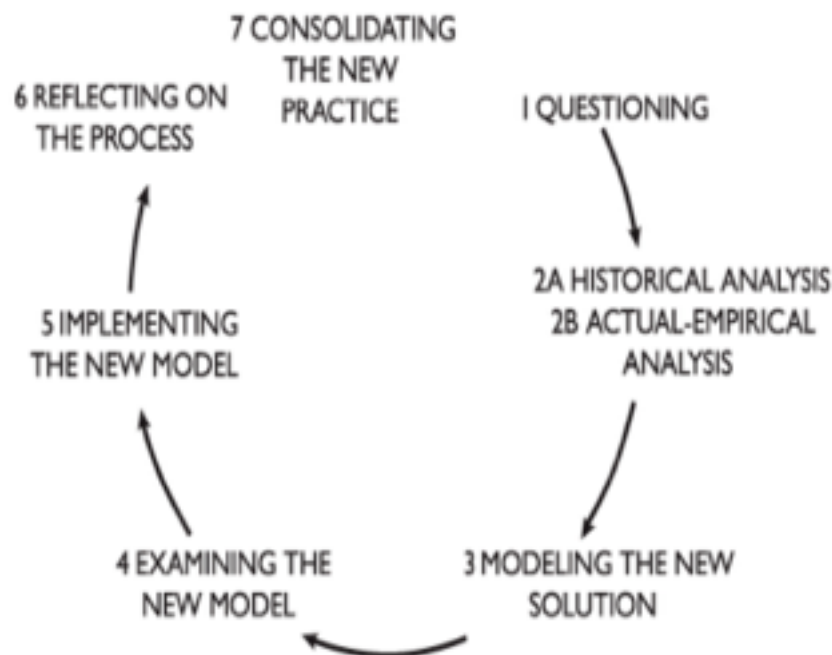 7 CONSOLIDATING
THE NEW
PRACTICE
6 REFLECTING ON
THE PROCESS
1 QUESTIONING
2A HISTORICAL ANALYSIS
2B ACTUAL-EMPIRICAL
ANALYSIS
5 IMPLEMENTING
THE NEW MODEL
4 EXAMINING THE
NEW MODEL
3 MODELING THE NEW
SOLUTION